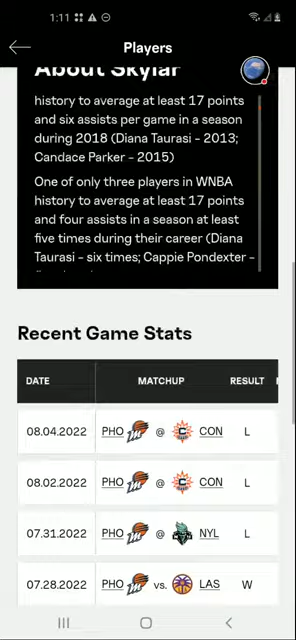 1:11
Players
About Skylar
history to average at least 17 points
and six assists per game in a season
during 2018 (Diana Taurasi - 2013;
Candace Parker - 2015)
One of only three players in WNBA
history to average at least 17 points
and four assists in a season at least
five times during their career (Diana
Taurasi - six times; Cappie Pondexter -
Recent Game Stats
DATE MATCHUP RESULT
08.04.2022 PHO @ CON L
08.02.2022 PHO @ CON L
07.31.2022 PHO @ NYL L
07.28.2022 PHO vs. LAS W